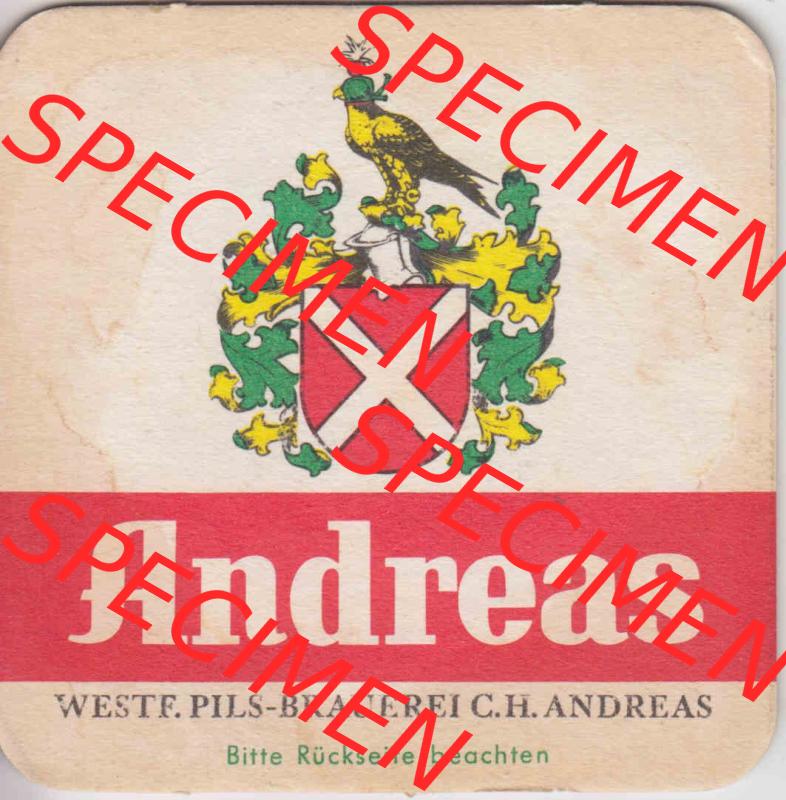 SPECIMEN
SPECIMEN
Andreas
SPECIMEN
SPECIMEN
WESTF. PILS-BRAUEREI C.H. ANDREAS
Bitte Rückseite beachten